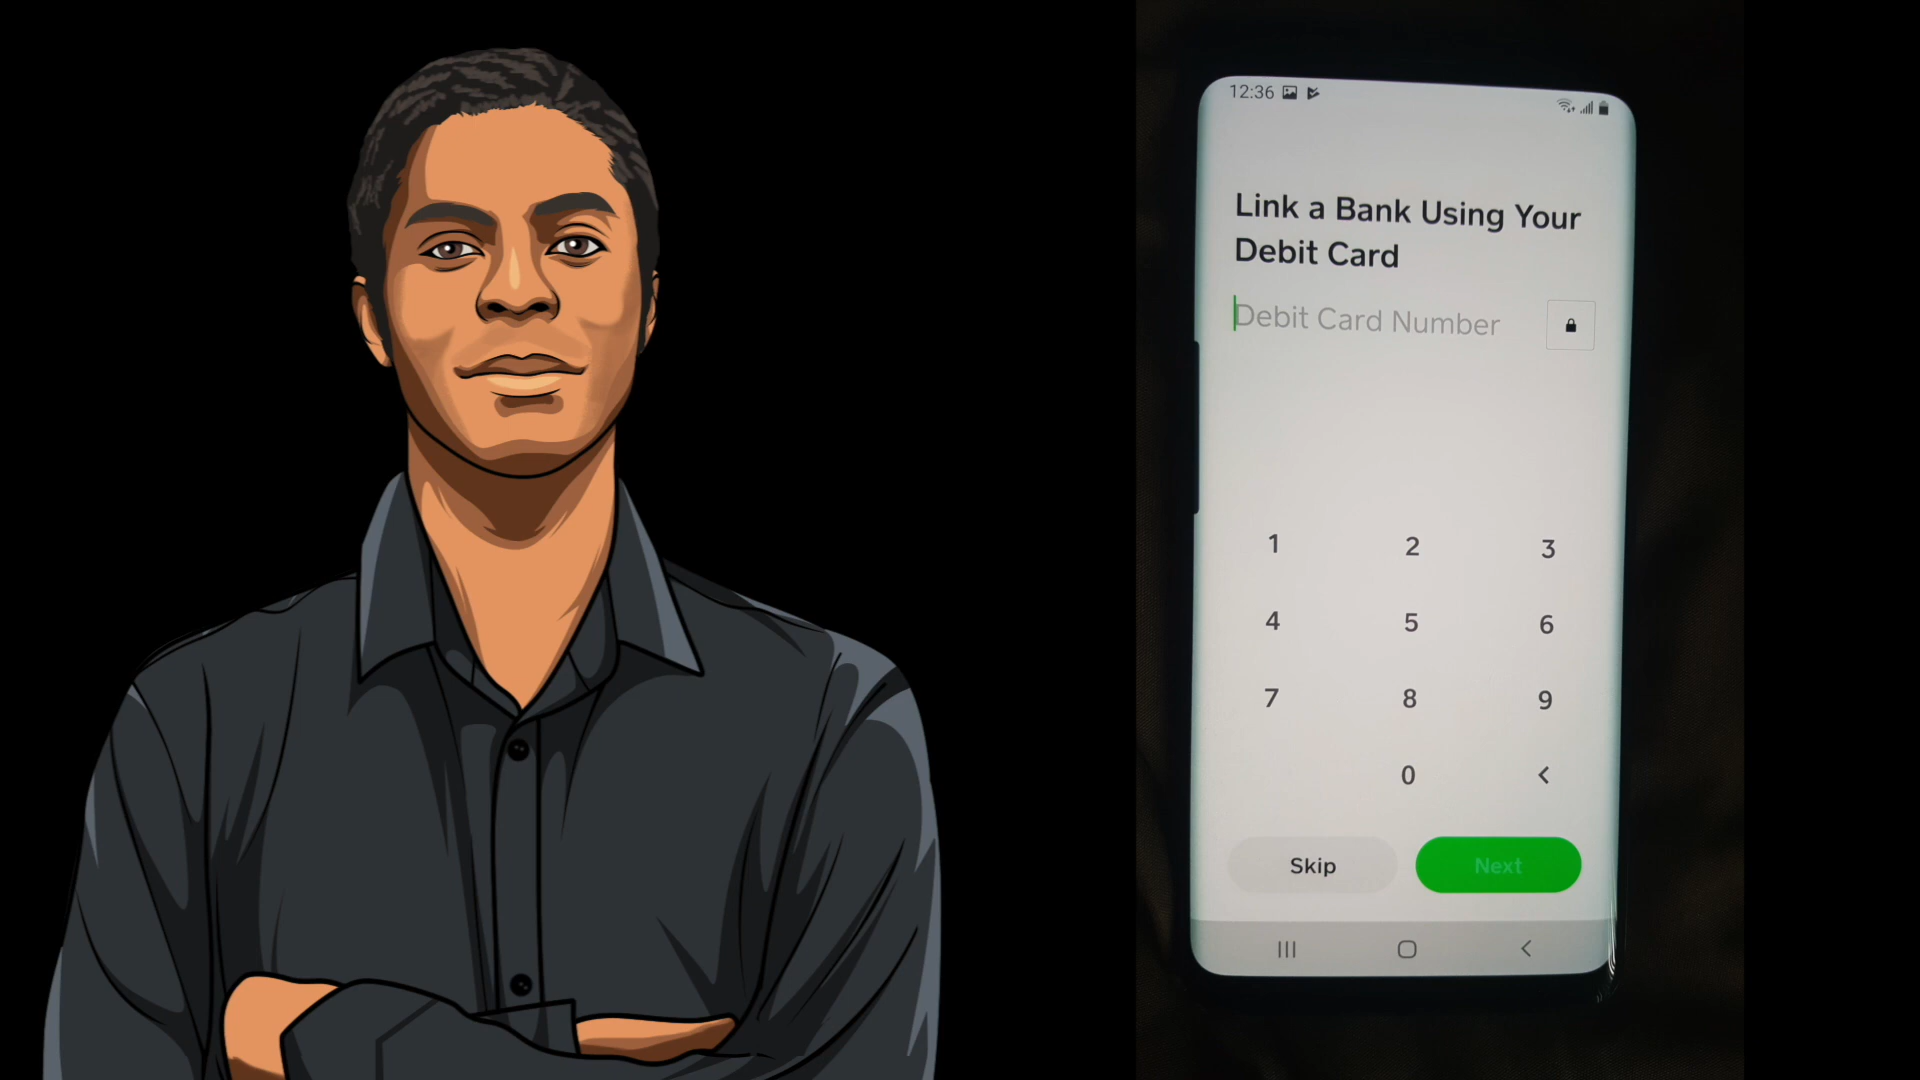 12:36
Link a Bank Using Your
Debit Card
Debit Card Number
1 2 3
4 5 6
7 8 9
0
Skip Next